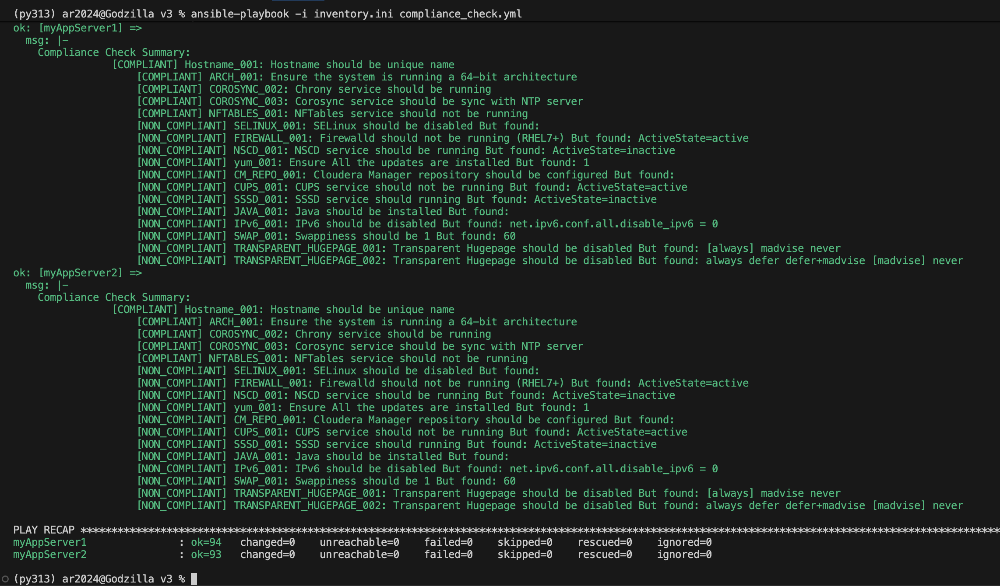 (py313) ar2024@Godzilla v3 % ansible-playbook -i inventory.ini compliance_check.yml
ok: [myAppServer1] =>
  msg: |-
    Compliance Check Summary:
                [COMPLIANT] Hostname_001: Hostname should be unique name
                    [COMPLIANT] ARCH_001: Ensure the system is running a 64-bit architecture
                    [COMPLIANT] COROSYNC_002: Chrony service should be running
                    [COMPLIANT] COROSYNC_003: Corosync service should be sync with NTP server
                    [COMPLIANT] NFTABLES_001: NFTables service should not be running
                    [NON_COMPLIANT] SELINUX_001: SELinux should be disabled But found:
                    [NON_COMPLIANT] FIREWALL_001: Firewalld should not be running (RHEL7+) But found: ActiveState=active
                    [NON_COMPLIANT] NSCD_001: NSCD service should be running But found: ActiveState=inactive
                    [NON_COMPLIANT] yum_001: Ensure All the updates are installed But found: 1
                    [NON_COMPLIANT] CM_REPO_001: Cloudera Manager repository should be configured But found:
                    [NON_COMPLIANT] CUPS_001: CUPS service should not be running But found: ActiveState=active
                    [NON_COMPLIANT] SSSD_001: SSSD service should running But found: ActiveState=inactive
                    [NON_COMPLIANT] JAVA_001: Java should be installed But found:
                    [NON_COMPLIANT] IPv6_001: IPv6 should be disabled But found: net.ipv6.conf.all.disable_ipv6 = 0
                    [NON_COMPLIANT] SWAP_001: Swappiness should be 1 But found: 60
                    [NON_COMPLIANT] TRANSPARENT_HUGEPAGE_001: Transparent Hugepage should be disabled But found: [always] madvise never
                    [NON_COMPLIANT] TRANSPARENT_HUGEPAGE_002: Transparent Hugepage should be disabled But found: always defer defer+madvise [madvise] never
ok: [myAppServer2] =>
  msg: |-
    Compliance Check Summary:
                [COMPLIANT] Hostname_001: Hostname should be unique name
                    [COMPLIANT] ARCH_001: Ensure the system is running a 64-bit architecture
                    [COMPLIANT] COROSYNC_002: Chrony service should be running
                    [COMPLIANT] COROSYNC_003: Corosync service should be sync with NTP server
                    [COMPLIANT] NFTABLES_001: NFTables service should not be running
                    [NON_COMPLIANT] SELINUX_001: SELinux should be disabled But found:
                    [NON_COMPLIANT] FIREWALL_001: Firewalld should not be running (RHEL7+) But found: ActiveState=active
                    [NON_COMPLIANT] NSCD_001: NSCD service should be running But found: ActiveState=inactive
                    [NON_COMPLIANT] yum_001: Ensure All the updates are installed But found: 1
                    [NON_COMPLIANT] CM_REPO_001: Cloudera Manager repository should be configured But found:
                    [NON_COMPLIANT] CUPS_001: CUPS service should not be running But found: ActiveState=active
                    [NON_COMPLIANT] SSSD_001: SSSD service should running But found: ActiveState=inactive
                    [NON_COMPLIANT] JAVA_001: Java should be installed But found:
                    [NON_COMPLIANT] IPv6_001: IPv6 should be disabled But found: net.ipv6.conf.all.disable_ipv6 = 0
                    [NON_COMPLIANT] SWAP_001: Swappiness should be 1 But found: 60
                    [NON_COMPLIANT] TRANSPARENT_HUGEPAGE_001: Transparent Hugepage should be disabled But found: [always] madvise never
                    [NON_COMPLIANT] TRANSPARENT_HUGEPAGE_002: Transparent Hugepage should be disabled But found: always defer defer+madvise [madvise] never
PLAY RECAP ******************************************************************************************************************************************************
myAppServer1               : ok=94   changed=0    unreachable=0    failed=0    skipped=0    rescued=0    ignored=0
myAppServer2               : ok=93   changed=0    unreachable=0    failed=0    skipped=0    rescued=0    ignored=0
(py313) ar2024@Godzilla v3 %